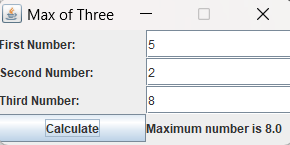 Max of Three
First Number: 5
Second Number: 2
Third Number: 8
Calculate Maximum number is 8.0